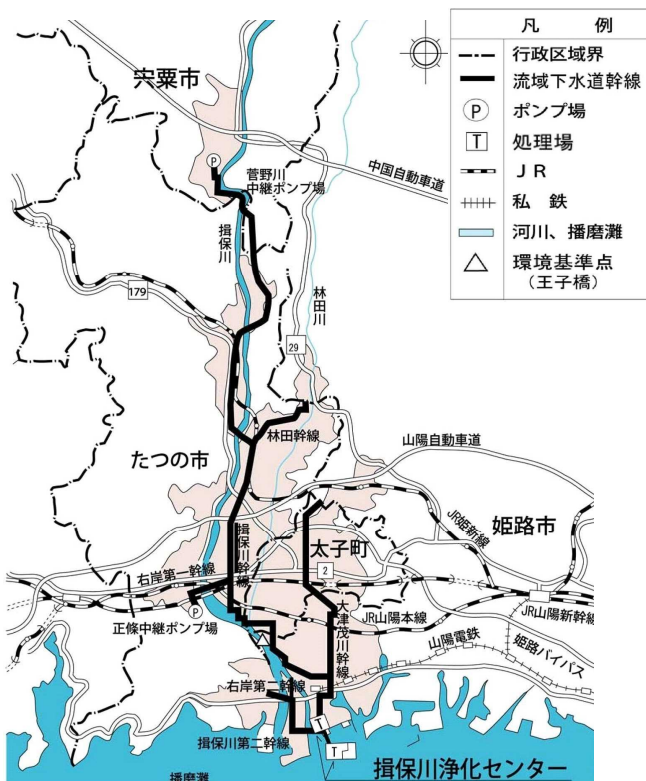 凡 例
行政区域界
流域下水道幹線
P
ポンプ場
T
処理場
JR
私 鉄
河川、播磨灘
環境基準点
(王子橋)
宍粟市
中国自動車道
P
菅野川
中継ポンプ場
揖保川
179
林田川
29
林田幹線
山陽自動車道
たつの市
JR姫新線
姫路市
揖保川幹線
太子町
2
右岸第一幹線
大津茂川幹線
JR山陽本線
JR山陽新幹線
P
正條中継ポンプ場
山陽電鉄
姫路バイパス
右岸第二幹線
T
揖保川第二幹線
T
揖保川浄化センター
播磨灘